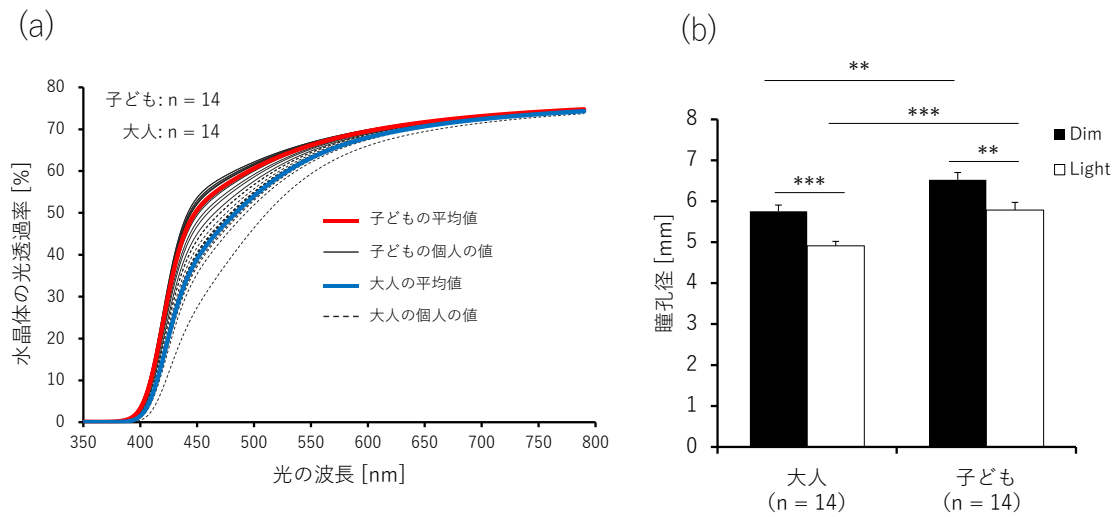 (a)
80
70
60
50
40
30
20
10
0
水晶体の光透過率 [%]
子ども: n = 14
大人: n = 14
子どもの平均値
子どもの個人の値
大人の平均値
大人の個人の値
350 400 450 500 550 600 650 700 750 800
光の波長 [nm]
(b)
**
***
***
**
Dim
Light
8
7
6
5
4
3
2
1
0
瞳孔径 [mm]
大人
(n = 14)
子ども
(n = 14)